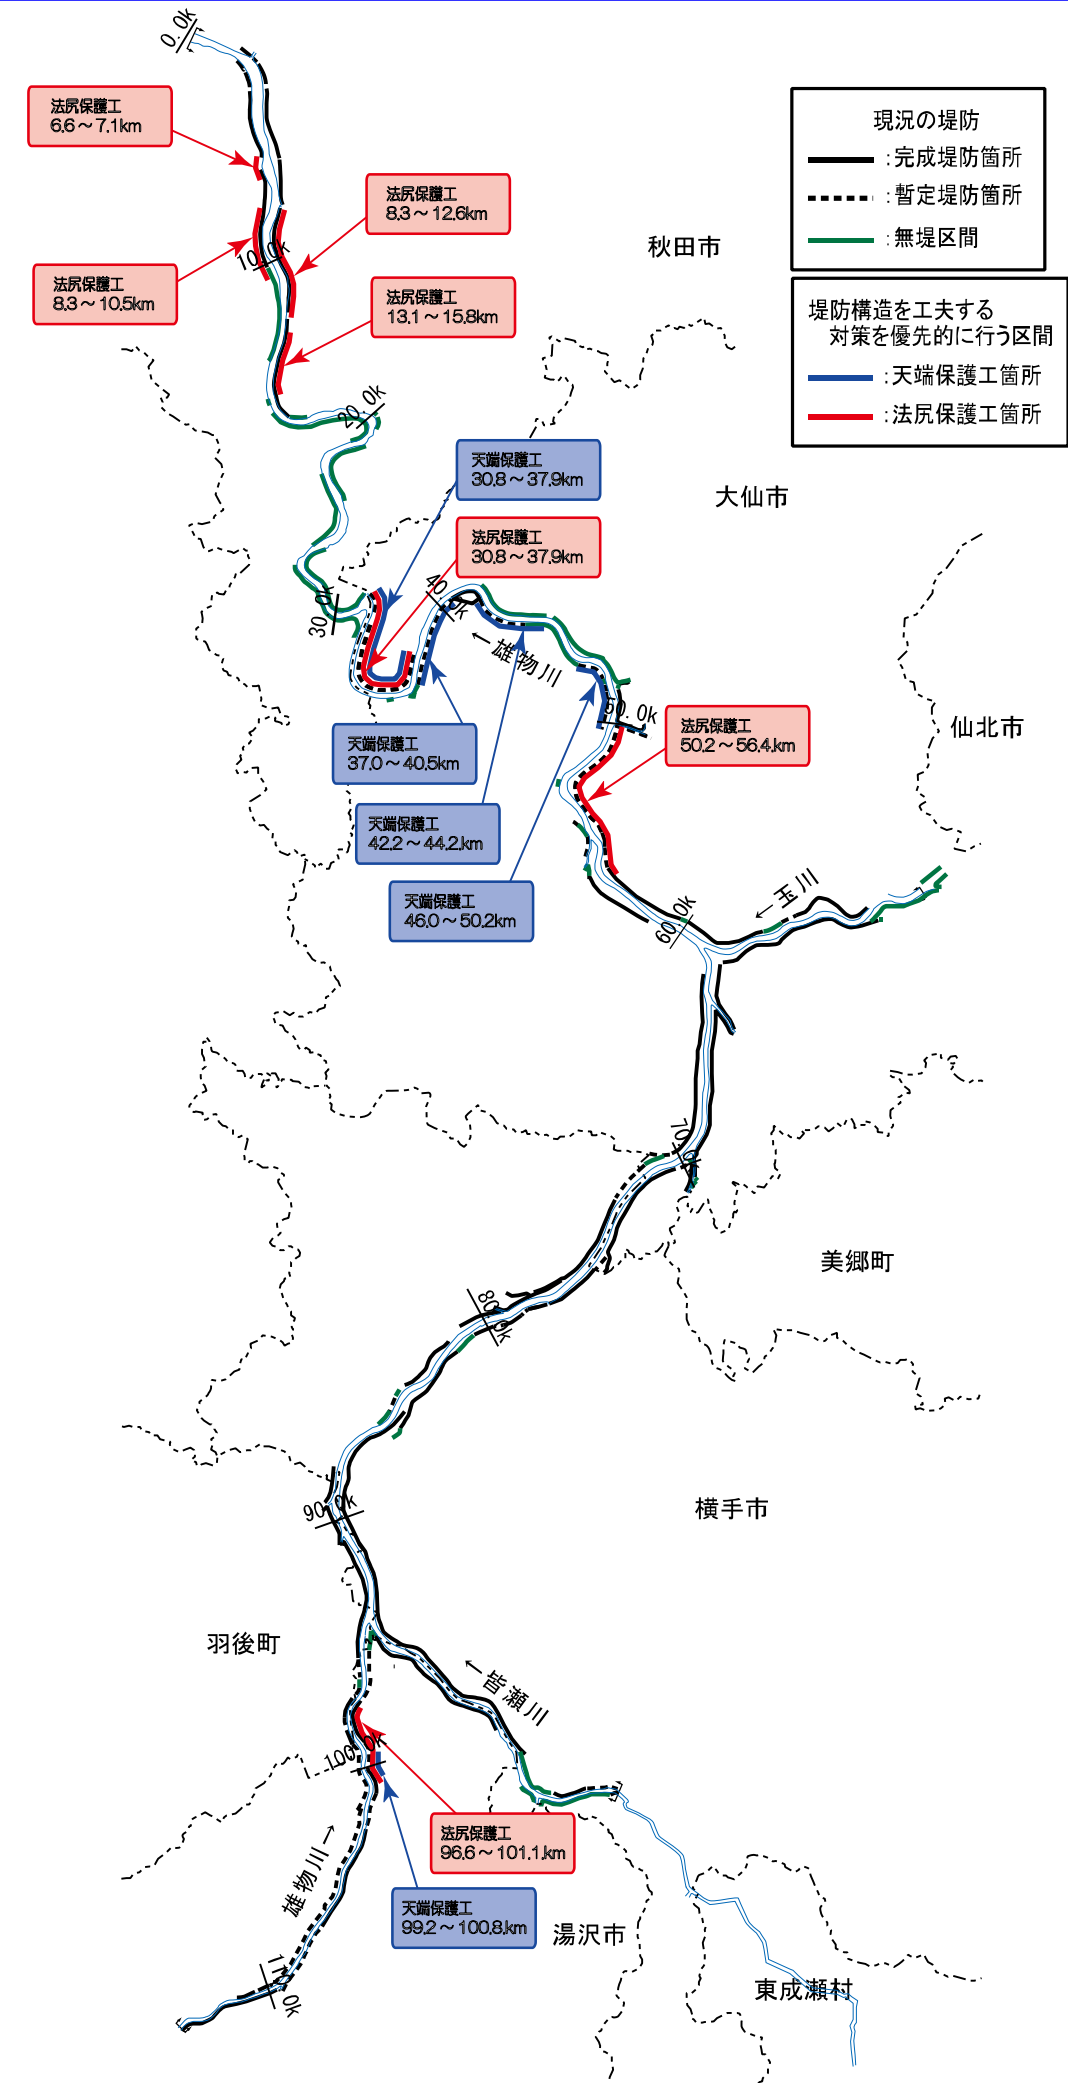 0.0k
法尻保護工
6.6～7.1km
法尻保護工
8.3～12.6km
法尻保護工
8.3～10.5km
10.0k
法尻保護工
13.1～15.8km
現況の堤防
：完成堤防箇所
：暫定堤防箇所
：無堤区間
堤防構造を工夫する
対策を優先的に行う区間
：天端保護工箇所
：法尻保護工箇所
秋田市
20.0k
天端保護工
30.8～37.9km
大仙市
法尻保護工
30.8～37.9km
30.0k
40.0k
←雄物川
50.0k
法尻保護工
50.2～56.4.km
仙北市
天端保護工
37.0～40.5km
天端保護工
42.2～44.2.km
天端保護工
46.0～50.2km
←玉川
60.0k
70.0k
美郷町
80.0k
90.0k
横手市
羽後町
←皆瀬川
100.0k
法尻保護工
96.6～101.1.km
雄物川→
天端保護工
99.2～100.8.km
湯沢市
東成瀬村
110.0k